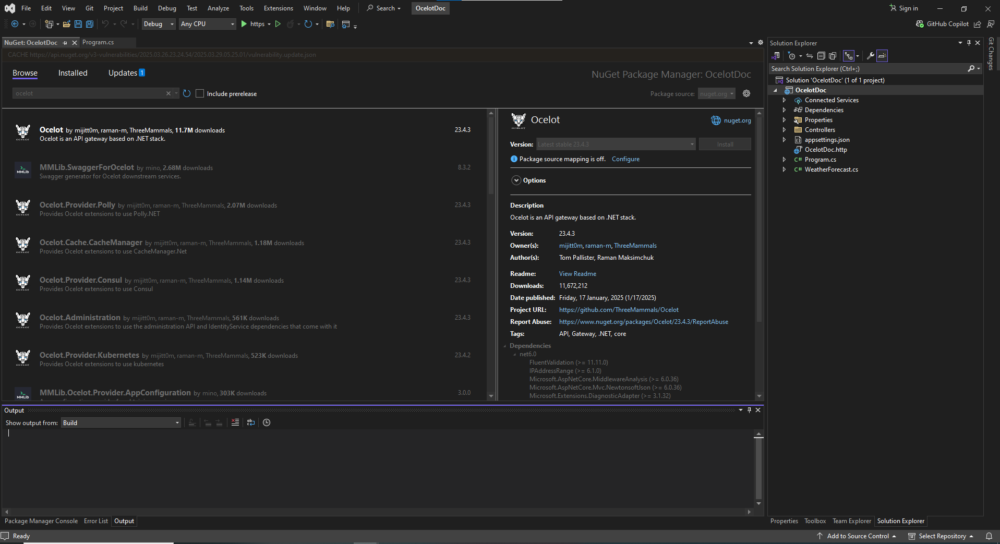 File Edit View Git Project Build Debug Test Analyze Tools Extensions Window Help Search OcelotDoc Sign in
Debug Any CPU https GitHub Copilot
NuGet: OcelotDoc Program.cs
CACHE https://api.nuget.org/v3-vulnerabilities/2025.03.26.23.24.54/2025.03.29.05.25.01/vulnerability.update.json
Browse Installed Updates 1
NuGet Package Manager: OcelotDoc
ocelot Include prerelease
Package source: nuget.org
Ocelot by mijitt0m, raman-m, ThreeMammals, 11.7M downloads 23.4.3
Ocelot is an API gateway based on .NET stack.
MMLib.SwaggerForOcelot by mino, 2.68M downloads 8.3.2
Swagger generator for Ocelot downstream services.
Ocelot.Provider.Polly by mijitt0m, raman-m, ThreeMammals, 2.07M downloads 23.4.3
Provides Ocelot extensions to use Polly.NET
Ocelot.Cache.CacheManager by mijitt0m, raman-m, ThreeMammals, 1.18M downloads 23.4.3
Provides Ocelot extensions to use CacheManager.Net
Ocelot.Provider.Consul by mijitt0m, raman-m, ThreeMammals, 1.14M downloads 23.4.3
Provides Ocelot extensions to use Consul
Ocelot.Administration by mijitt0m, raman-m, ThreeMammals, 561K downloads 23.4.3
Provides Ocelot extensions to use the administration API and IdentityService dependencies that come with it
Ocelot.Provider.Kubernetes by mijitt0m, raman-m, ThreeMammals, 523K downloads 23.4.2
Provides Ocelot extensions to use kubernetes
MMLib.Ocelot.Provider.AppConfiguration by mino, 303K downloads 3.0.0
Ocelot nuget.org
Version: Latest stable 23.4.3 Install
Package source mapping is off. Configure
Options
Description
Ocelot is an API gateway based on .NET stack.
Version: 23.4.3
Owner(s): mijitt0m, raman-m, ThreeMammals
Author(s): Tom Pallister, Raman Maksimchuk
Readme: View Readme
Downloads: 11,672,212
Date published: Friday, 17 January, 2025 (1/17/2025)
Project URL: https://github.com/ThreeMammals/Ocelot
Report Abuse: https://www.nuget.org/packages/Ocelot/23.4.3/ReportAbuse
Tags: API, Gateway, .NET, core
Dependencies
net6.0
FluentValidation (>= 11.11.0)
IPAddressRange (>= 6.1.0)
Microsoft.AspNetCore.MiddlewareAnalysis (>= 6.0.36)
Microsoft.AspNetCore.Mvc.NewtonsoftJson (>= 6.0.36)
Microsoft.Extensions.DiagnosticAdapter (>= 3.1.32)
Output
Show output from: Build
Package Manager Console Error List Output
Solution Explorer
Search Solution Explorer (Ctrl+;)
Solution 'OcelotDoc' (1 of 1 project)
OcelotDoc
Connected Services
Dependencies
Properties
Controllers
appsettings.json
OcelotDoc.http
C# Program.cs
C# WeatherForecast.cs
Git Changes
Properties Toolbox Team Explorer Solution Explorer
Ready Add to Source Control Select Repository